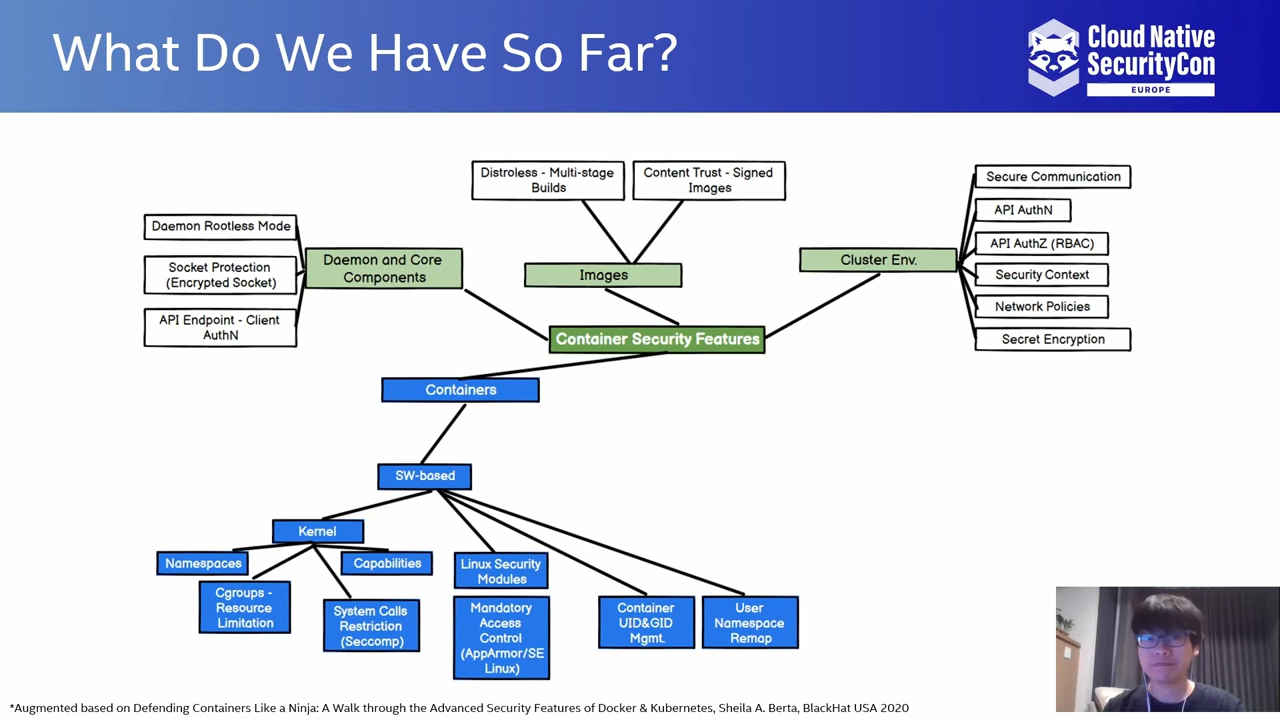 What Do We Have So Far?
Cloud Native
SecurityCon
EUROPE
Distroless - Multi-stage
Builds
Content Trust - Signed
Images
Secure Communication
API AuthN
API AuthZ (RBAC)
Security Context
Network Policies
Secret Encryption
Daemon Rootless Mode
Socket Protection
(Encrypted Socket)
API Endpoint - Client
AuthN
Daemon and Core
Components
Images
Cluster Env.
Container Security Features
Containers
SW-based
Kernel
Namespaces
Capabilities
Cgroups -
Resource
Limitation
System Calls
Restriction
(Seccomp)
Linux Security
Modules
Mandatory
Access
Control
(AppArmor/SE
Linux)
Container
UID&GID
Mgmt.
User
Namespace
Remap
*Augmented based on Defending Containers Like a Ninja: A Walk through the Advanced Security Features of Docker & Kubernetes, Sheila A. Berta, BlackHat USA 2020